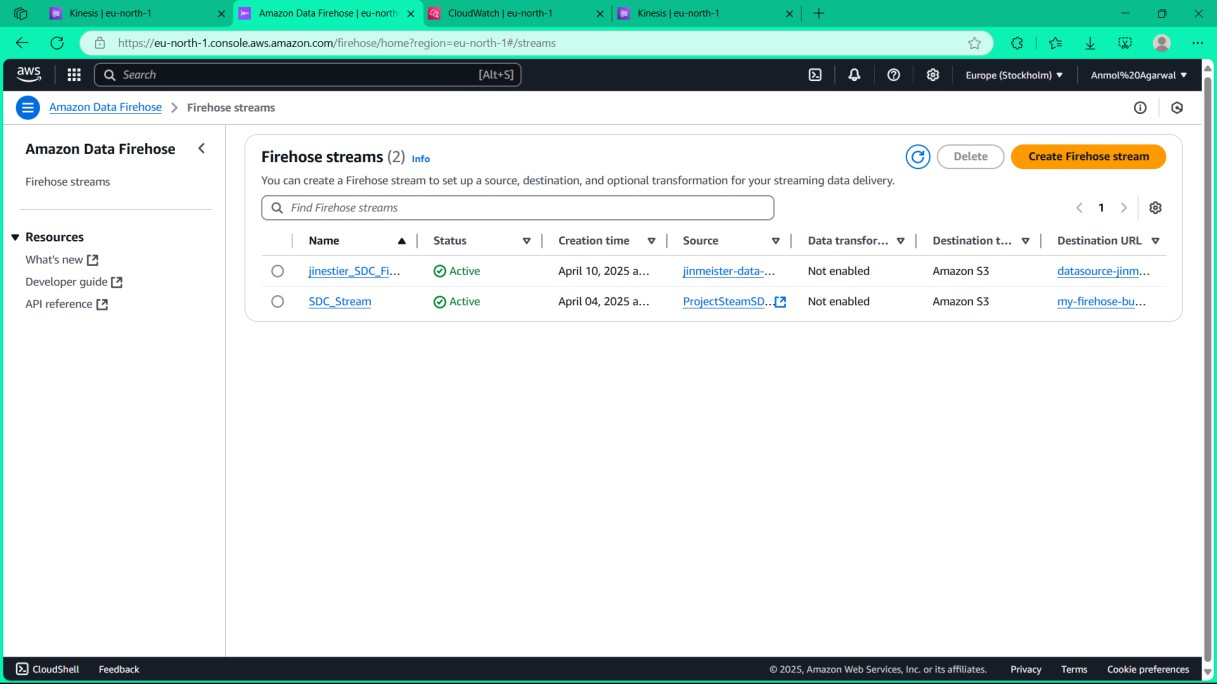 Kinesis | eu-north-1
Amazon Data Firehose | eu-north-
CloudWatch | eu-north-1
Kinesis | eu-north-1
https://eu-north-1.console.aws.amazon.com/firehose/home?region=eu-north-1#/streams
aws
Search
[Alt+S]
Europe (Stockholm)
Anmol%20Agarwal
Amazon Data Firehose > Firehose streams
Amazon Data Firehose
Firehose streams
Resources
What's new
Developer guide
API reference
Firehose streams (2) Info
Delete
Create Firehose stream
You can create a Firehose stream to set up a source, destination, and optional transformation for your streaming data delivery.
Find Firehose streams
1
Name Status Creation time Source Data transfor... Destination t... Destination URL
jinestier_SDC_Fi... Active April 10, 2025 a... jinmeister-data-... Not enabled Amazon S3 datasource-jinm...
SDC_Stream Active April 04, 2025 a... ProjectSteamSD... Not enabled Amazon S3 my-firehose-bu...
CloudShell Feedback © 2025, Amazon Web Services, Inc. or its affiliates. Privacy Terms Cookie preferences